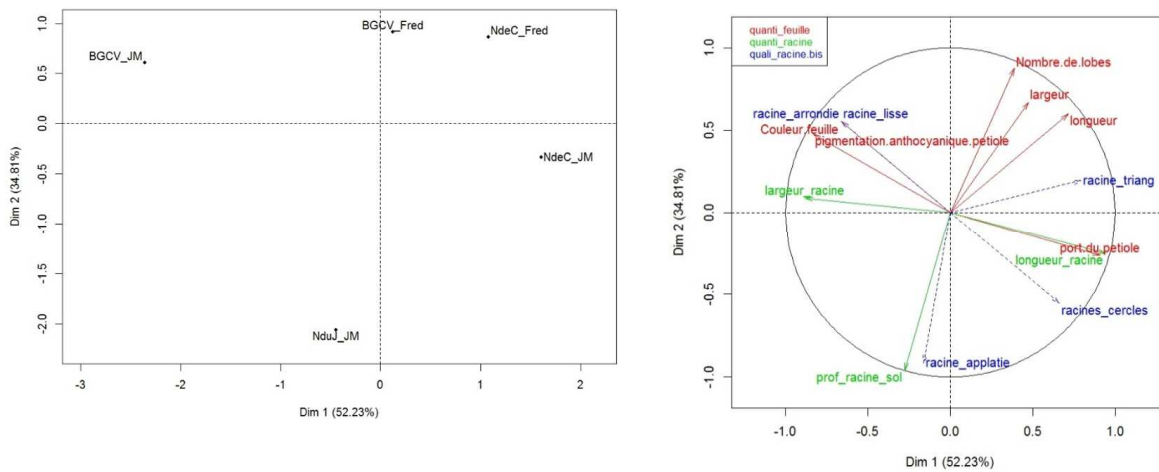 1.0
0.5
0.0
-0.5
-1.0
-1.5
-2.0
Dim 2 (34.81%)
BGCV_JM
BGCV_Fred
NdeC_Fred
NdeC_JM
NduJ_JM
-3
-2
-1
0
1
2
Dim 1 (52.23%)
quanti_feuille
quanti_racine
quali_racine.bis
1.0
0.5
0.0
-0.5
-1.0
Dim 2 (34.81%)
Nombre.de.lobes
largeur
longueur
racine_arrondie racine_lisse
Couleur.feuille
pigmentation.anthocyanique.petiole
racine_triang
largeur_racine
port.du.petiole
longueur_racine
racines_cercles
racine_applatie
prof_racine_sol
-1.0
-0.5
0.0
0.5
1.0
Dim 1 (52.23%)